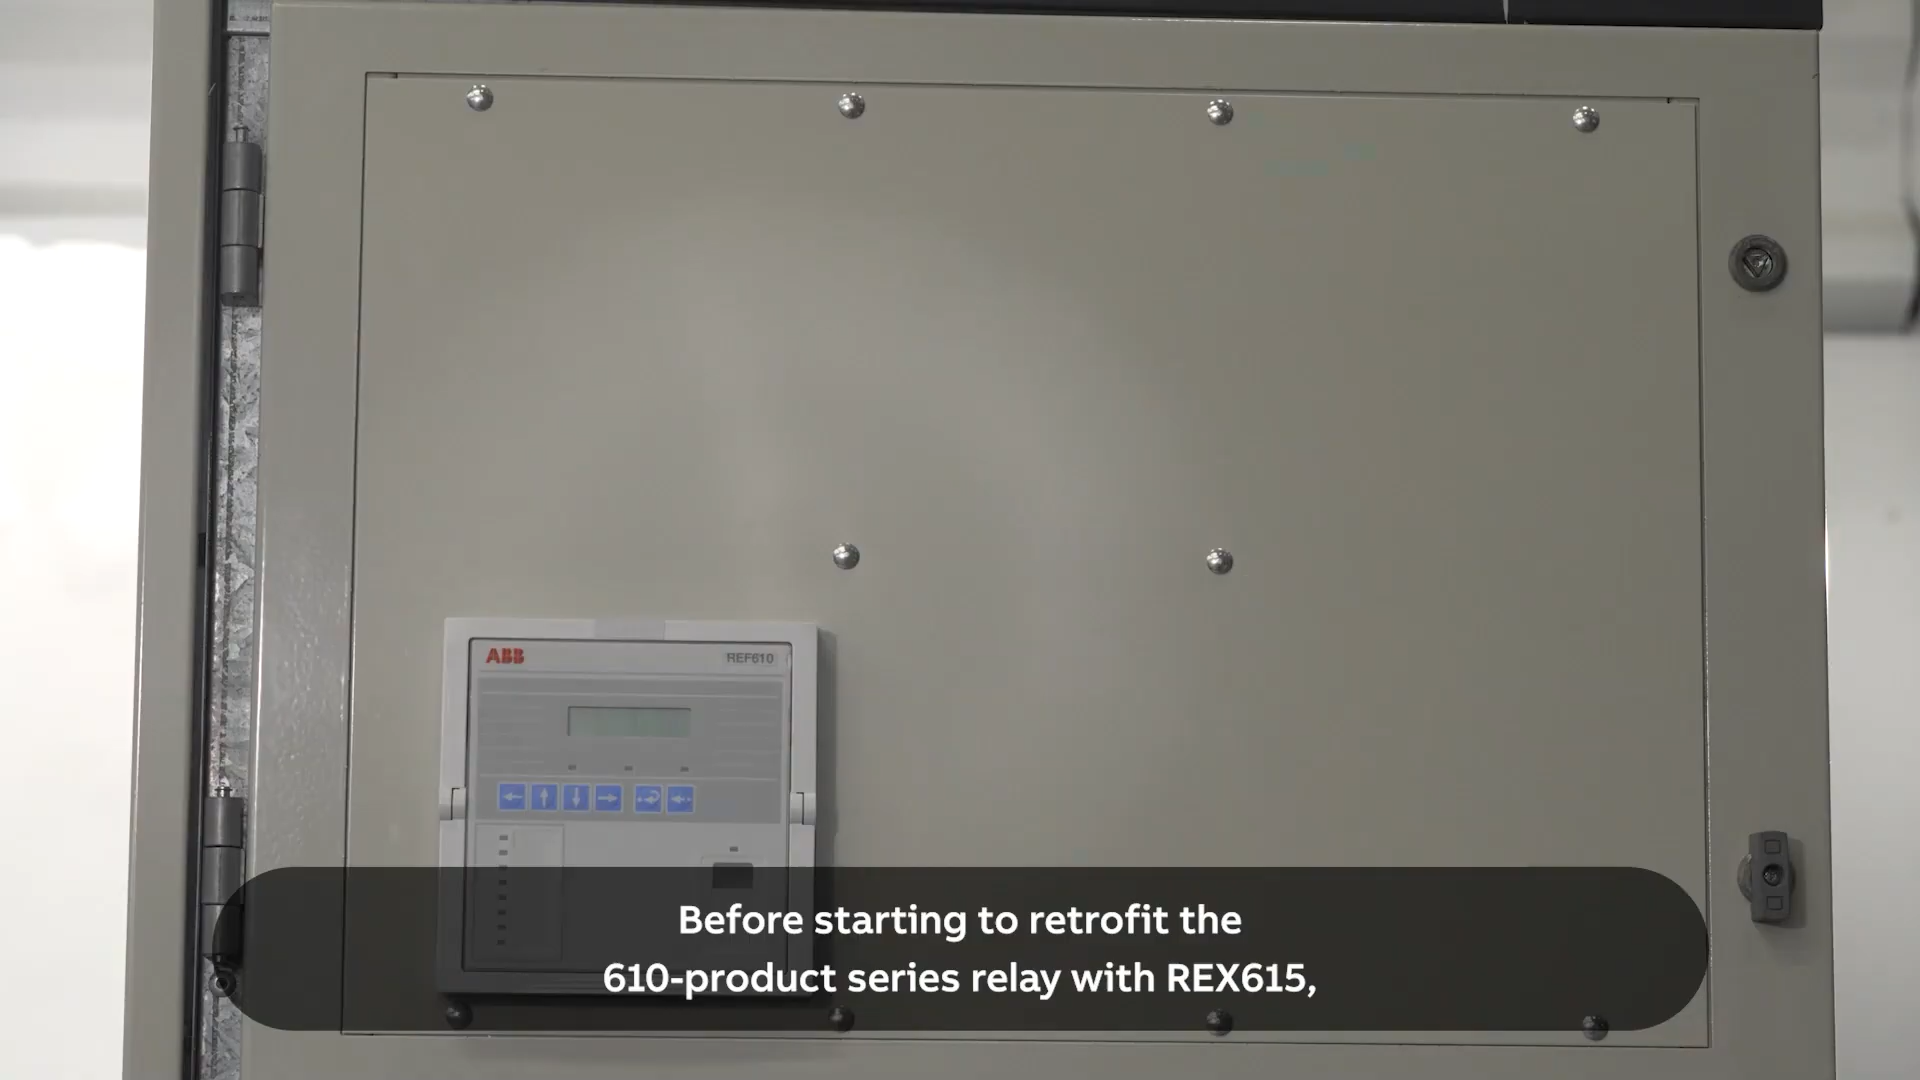 ABB
REF610
Before starting to retrofit the
610-product series relay with REX615,